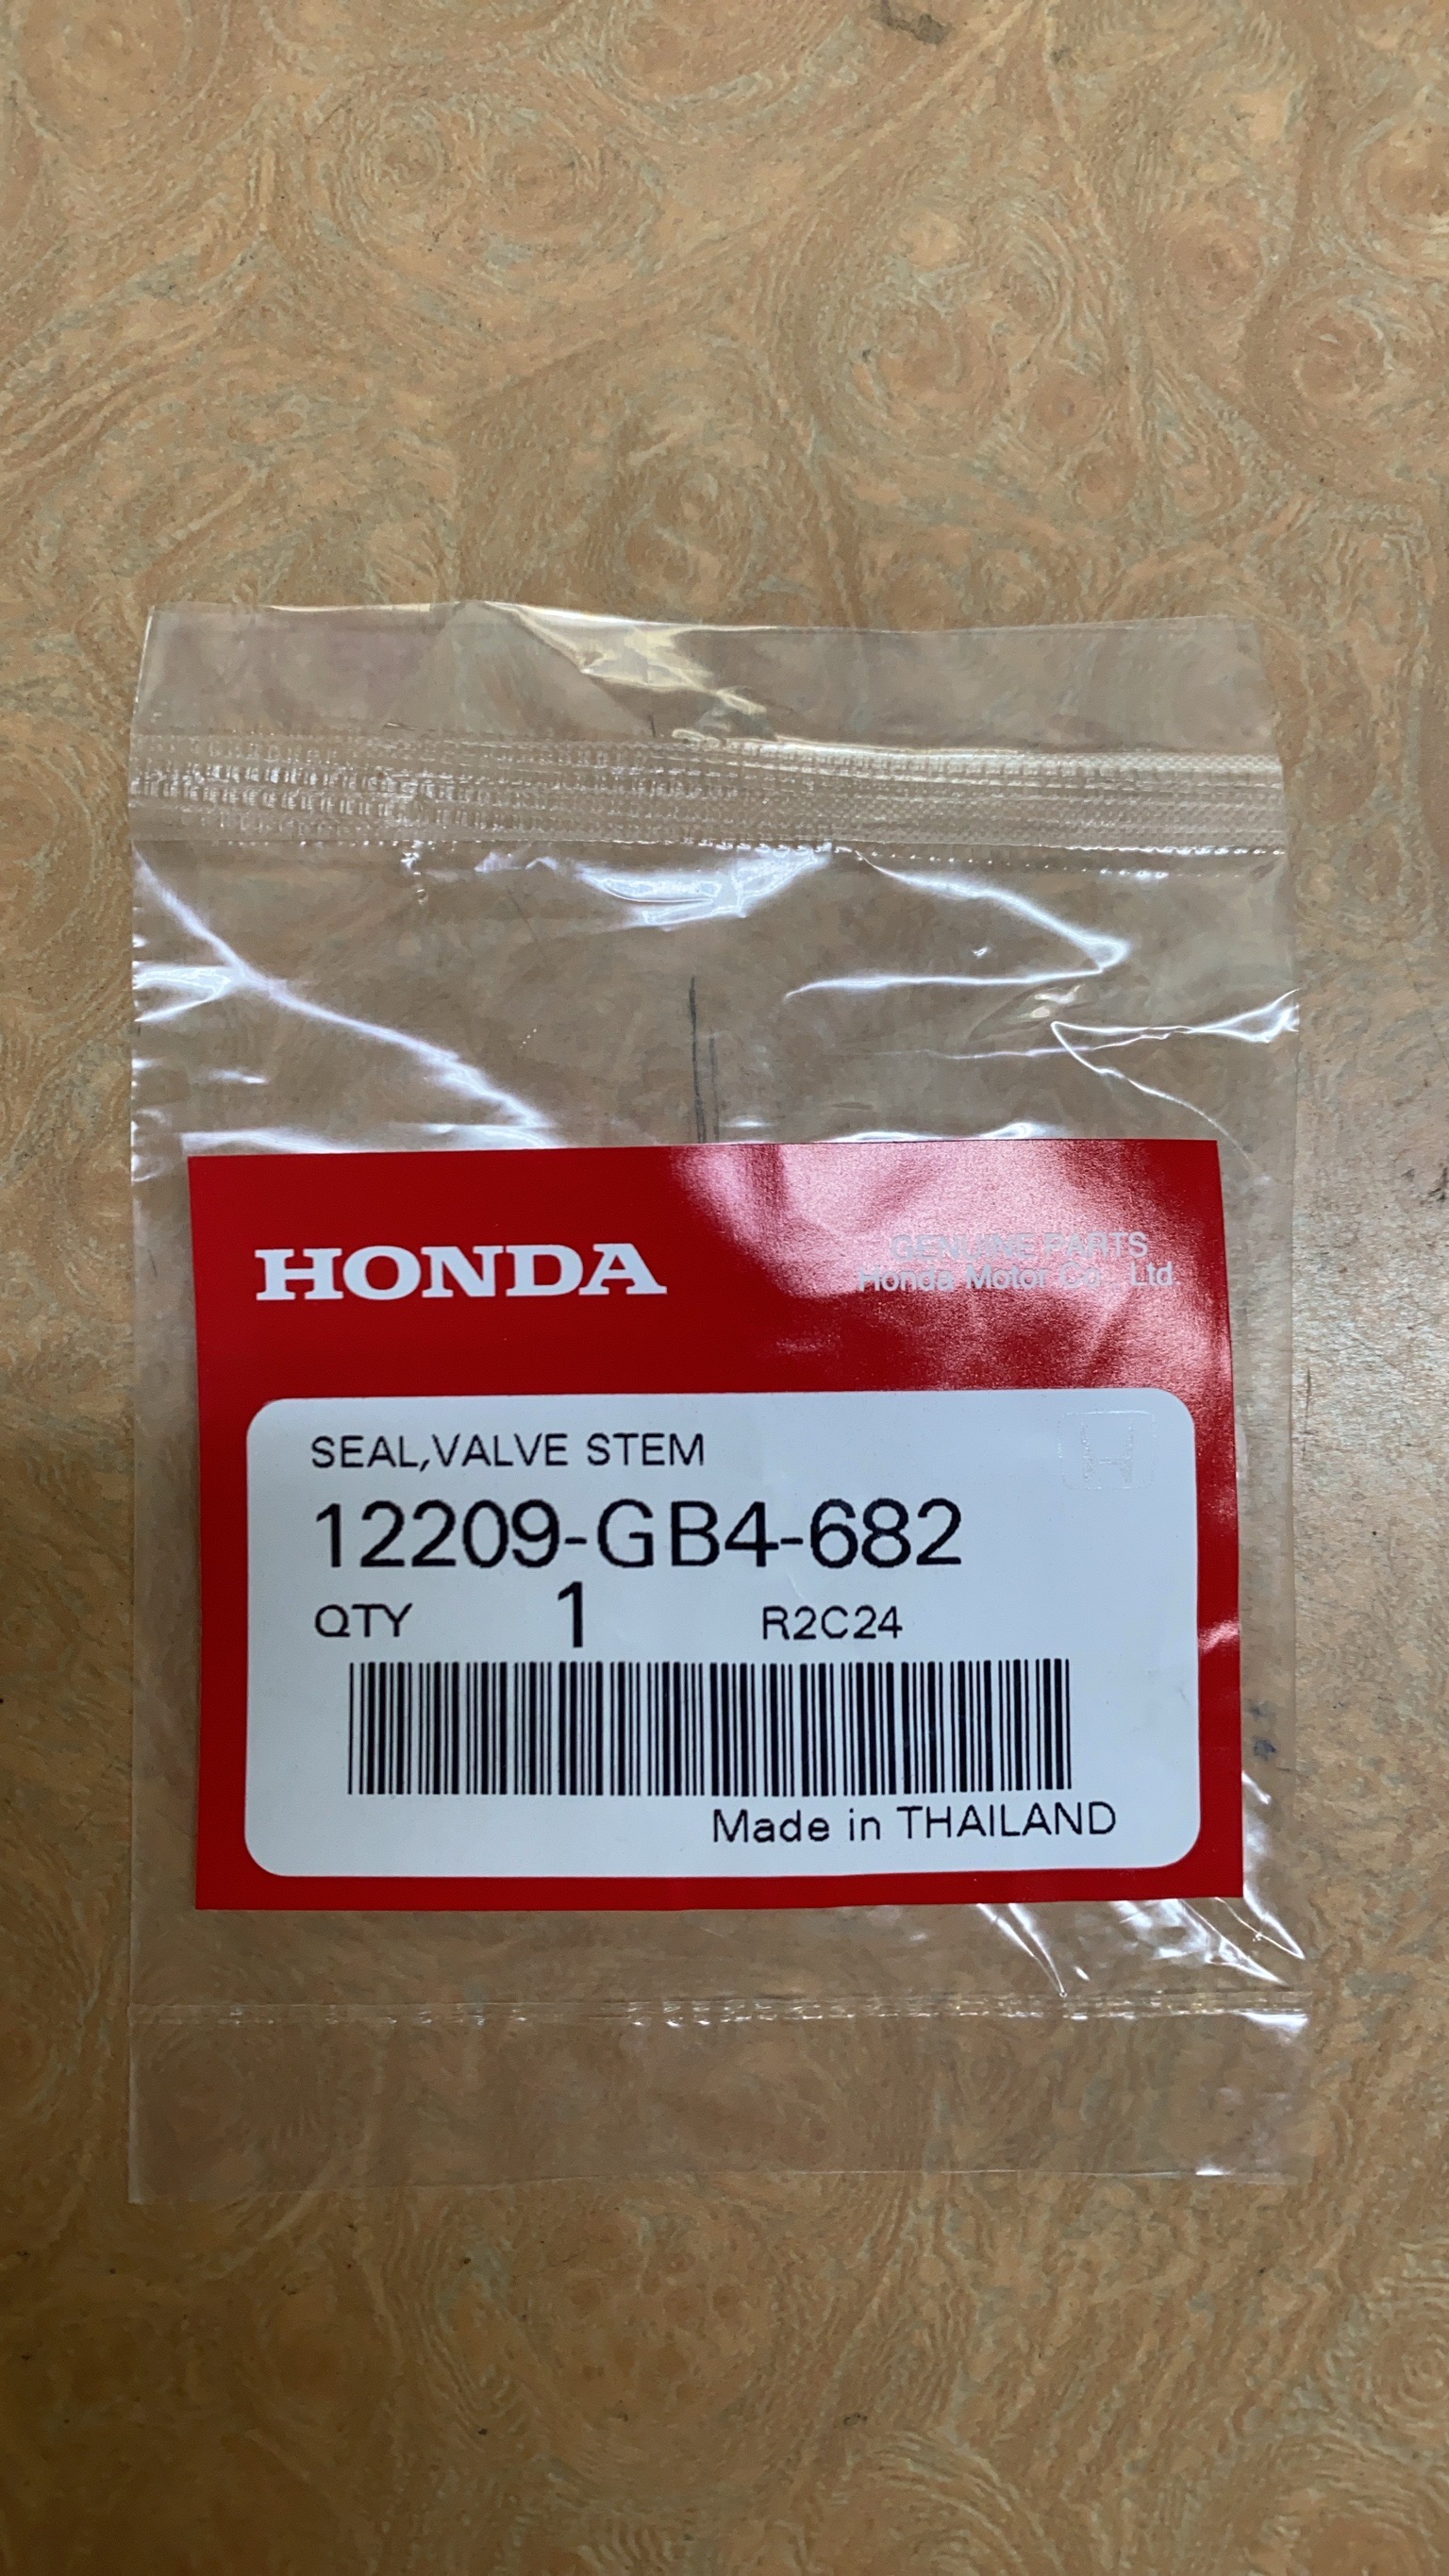 HONDA
GENUINE PARTS
Honda Motor Co., Ltd.
SEAL,VALVE STEM
12209-GB4-682
QTY 1 R2C24
Made in THAILAND